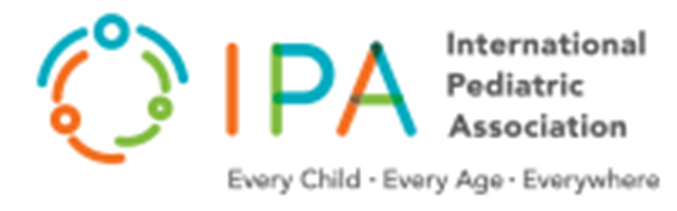 IPA
International
Pediatric
Association
Every Child · Every Age · Everywhere